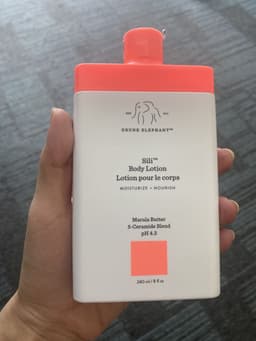 DRUNK ELEPHANT™
Sili™
Body Lotion
Lotion pour le corps
MOISTURIZE + NOURISH
Marula Butter
5-Ceramide Blend
pH 4.2
240 ml / 8 fl oz